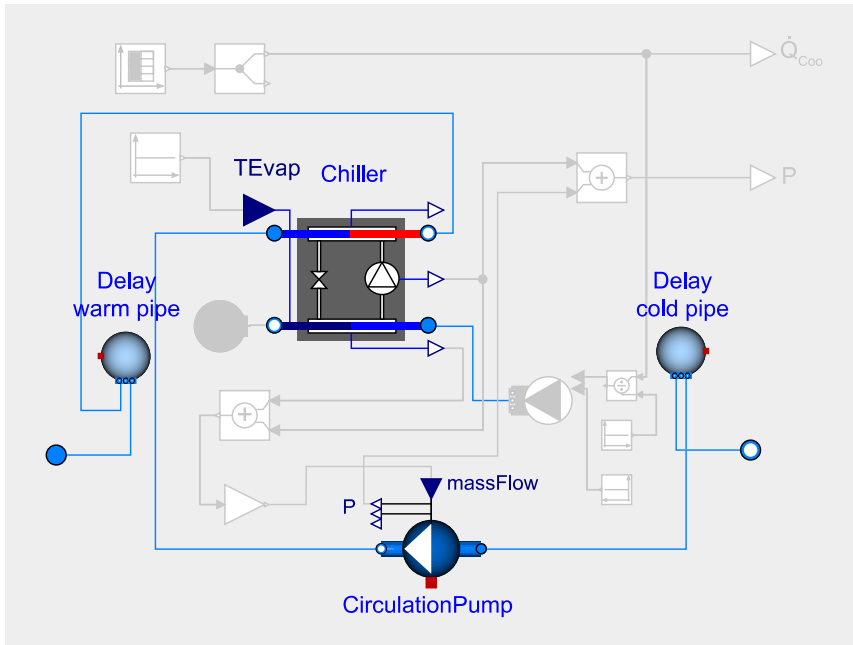 Q̇Coo
TEvap
Chiller
P
Delay
warm pipe
Delay
cold pipe
massFlow
P
CirculationPump